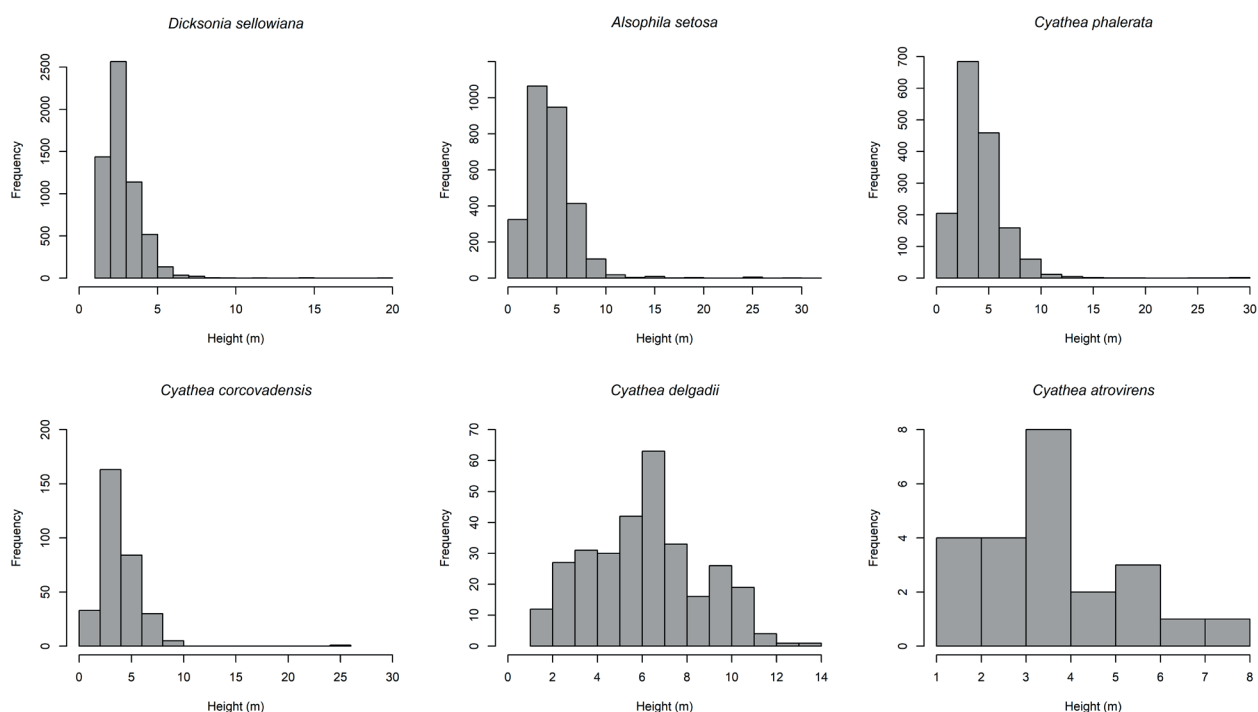 Dicksonia sellowiana
Frequency
2500
2000
1500
1000
500
0
0 5 10 15 20
Height (m)
Alsophila setosa
Frequency
1000
800
600
400
200
0
0 5 10 15 20 25 30
Height (m)
Cyathea phalerata
Frequency
700
600
500
400
300
200
100
0
0 5 10 15 20 25 30
Height (m)
Cyathea corcovadensis
Frequency
200
150
100
50
0
0 5 10 15 20 25 30
Height (m)
Cyathea delgadii
Frequency
70
60
50
40
30
20
10
0
0 2 4 6 8 10 12 14
Height (m)
Cyathea atrovirens
Frequency
8
6
4
2
0
1 2 3 4 5 6 7 8
Height (m)